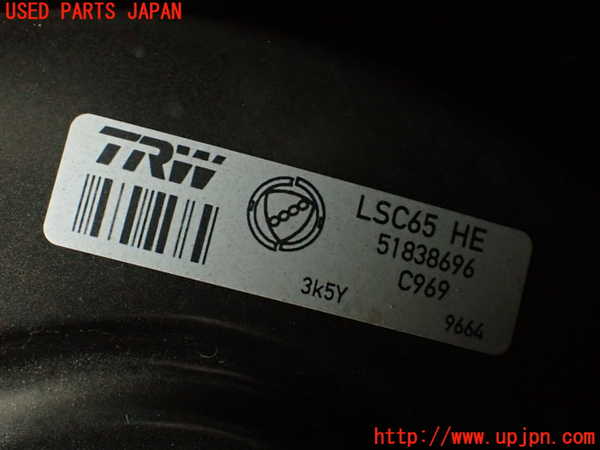 USED PARTS JAPAN
TRW
LSC65 HE
51838696
C969
3k5Y
9664
http://www.upjpn.com/